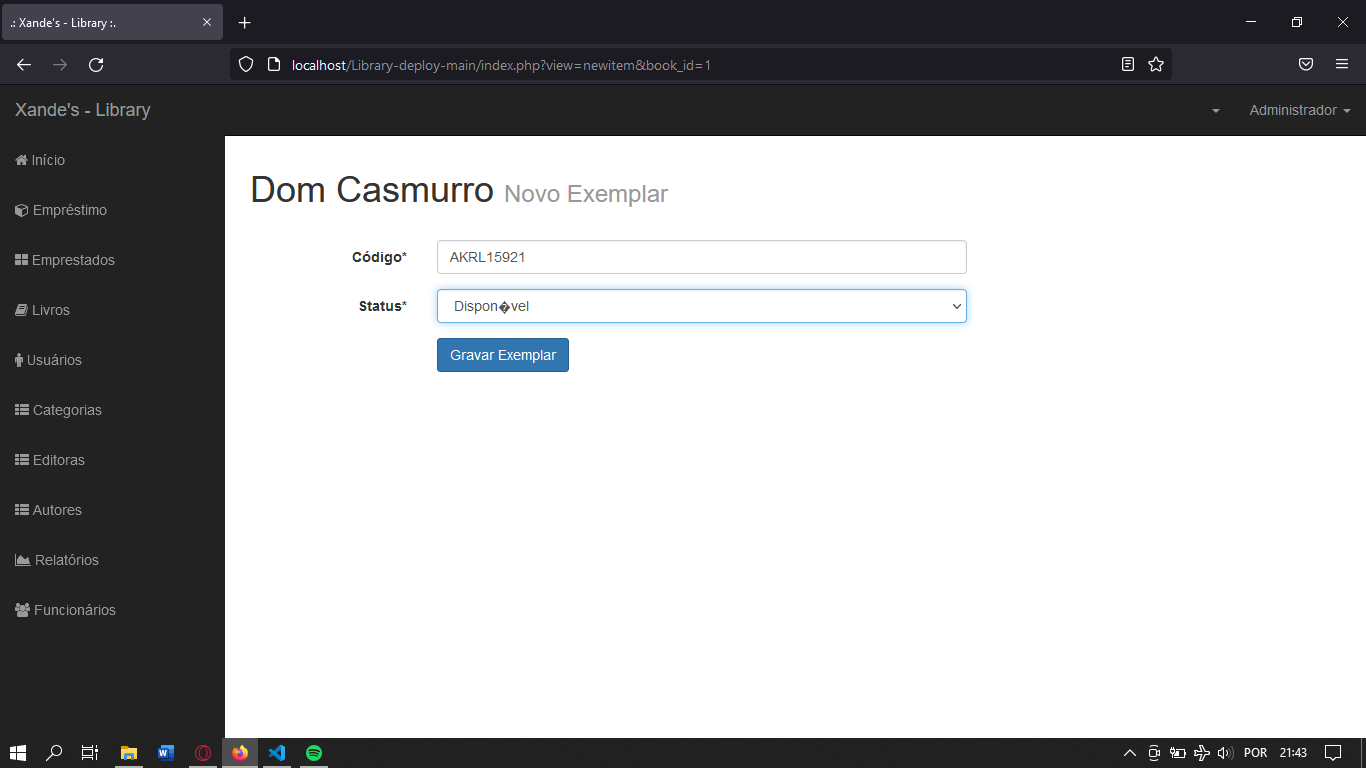 .: Xande's - Library :.
localhost/Library-deploy-main/index.php?view=newitem&book_id=1
Xande's - Library
Administrador
Início
Empréstimo
Emprestados
Livros
Usuários
Categorias
Editoras
Autores
Relatórios
Funcionários
Dom Casmurro Novo Exemplar
Código* AKRL15921
Status* Dispon�vel
Gravar Exemplar
POR 21:43